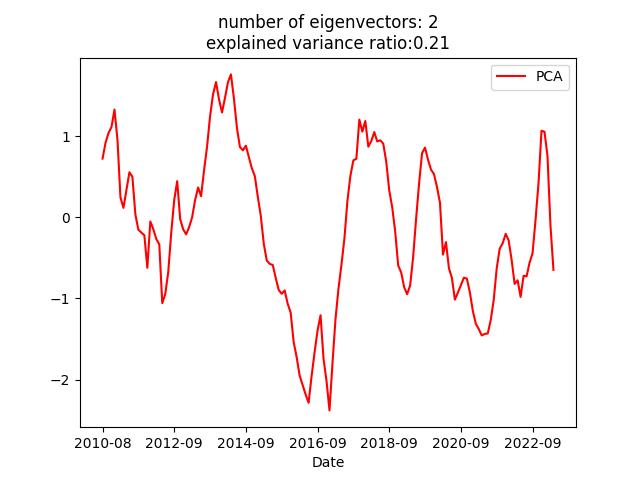 number of eigenvectors: 2
explained variance ratio:0.21
PCA
1
0
−1
−2
2010-08 2012-09 2014-09 2016-09 2018-09 2020-09 2022-09
Date